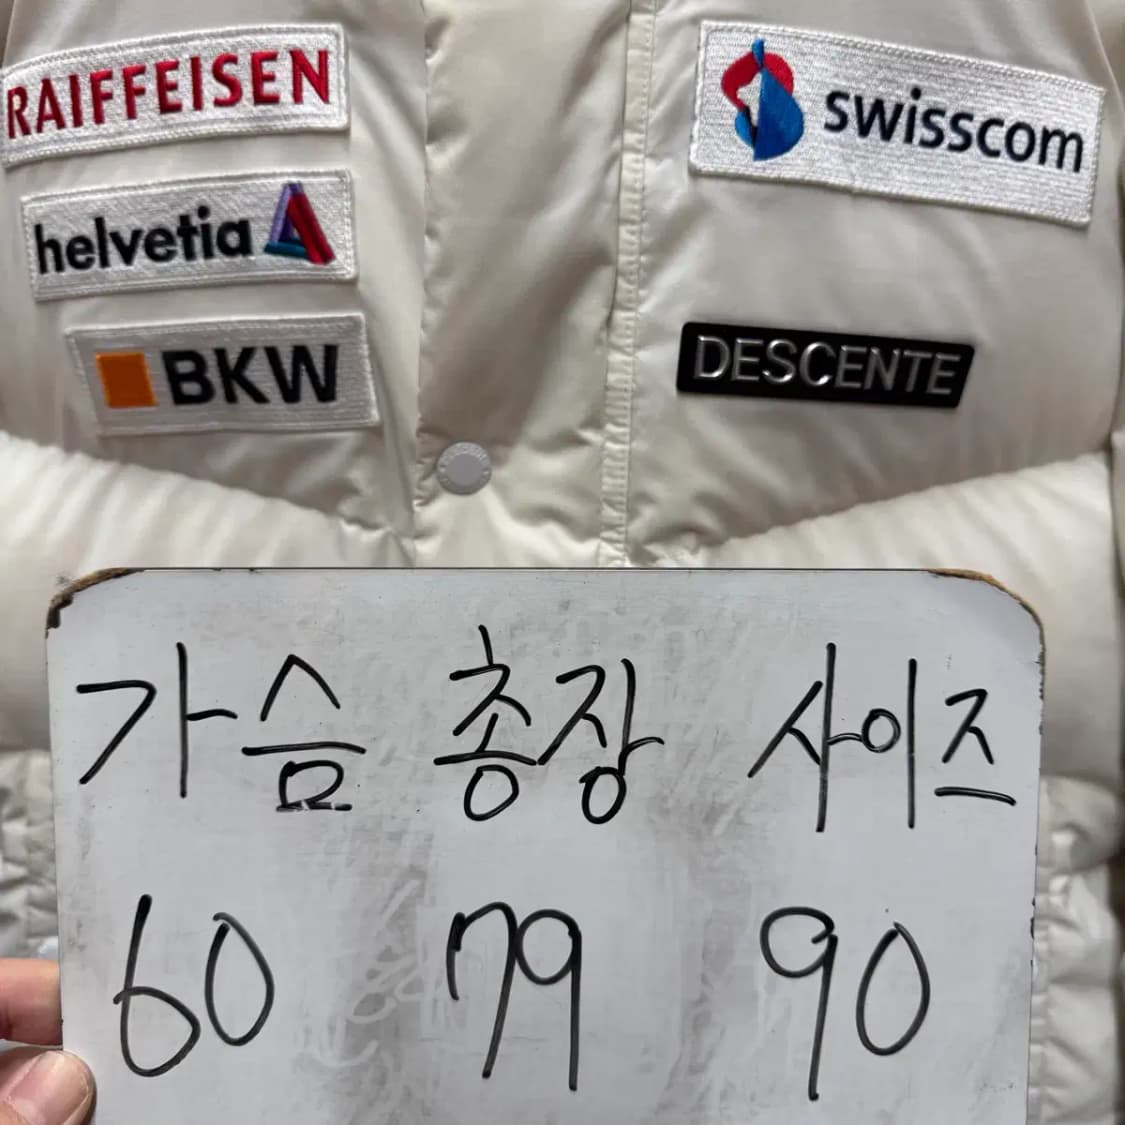 RAIFFEISEN
swisscom
helvetia
BKW
DESCENTE
가슴 총장 사이즈
60 79 90